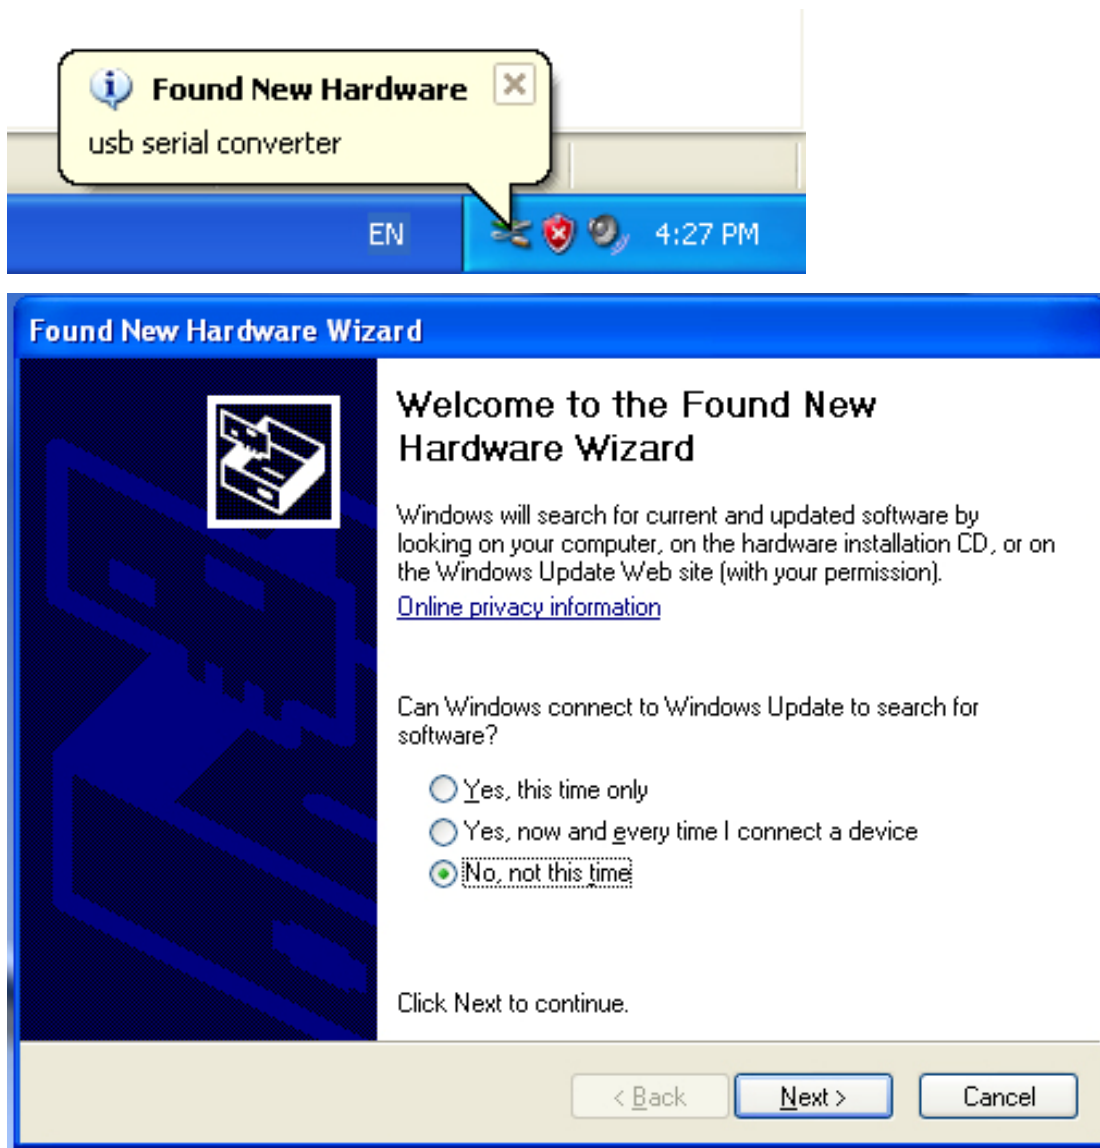 Found New Hardware
usb serial converter
EN
4:27 PM
Found New Hardware Wizard
Welcome to the Found New
Hardware Wizard
Windows will search for current and updated software by
looking on your computer, on the hardware installation CD, or on
the Windows Update Web site (with your permission).
Online privacy information
Can Windows connect to Windows Update to search for
software?
Yes, this time only
Yes, now and every time I connect a device
No, not this time
Click Next to continue.
< Back
Next >
Cancel